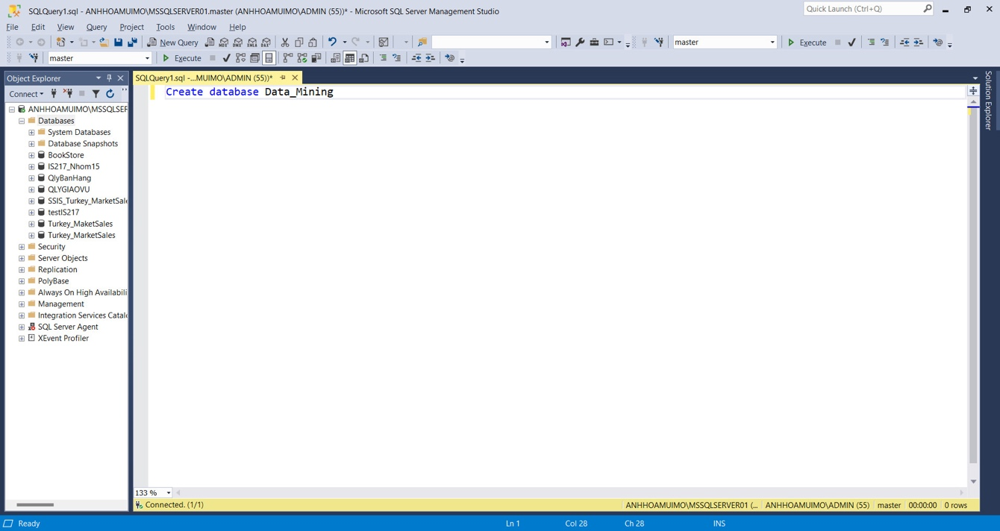 SQLQuery1.sql - ANHHOAMUIMO\MSSQLSERVER01.master (ANHHOAMUIMO\ADMIN (55))* - Microsoft SQL Server Management Studio
Quick Launch (Ctrl+Q)
File Edit View Query Project Tools Window Help
New Query MDX DMX XMLA DAX master Execute
master Execute
Object Explorer
SQLQuery1.sql -...MUIMO\ADMIN (55))*
Connect
Create database Data_Mining
ANHHOAMUIMO\MSSQLSER
Databases
System Databases
Database Snapshots
BookStore
IS217_Nhom15
QlyBanHang
QLYGIAOVU
SSIS_Turkey_MarketSale
testIS217
Turkey_MaketSales
Turkey_MarketSales
Security
Server Objects
Replication
PolyBase
Always On High Availabili
Management
Integration Services Catal
SQL Server Agent
XEvent Profiler
Solution Explorer
133 %
Connected. (1/1) ANHHOAMUIMO\MSSQLSERVER01 (... ANHHOAMUIMO\ADMIN (55) master 00:00:00 0 rows
Ready Ln 1 Col 28 Ch 28 INS